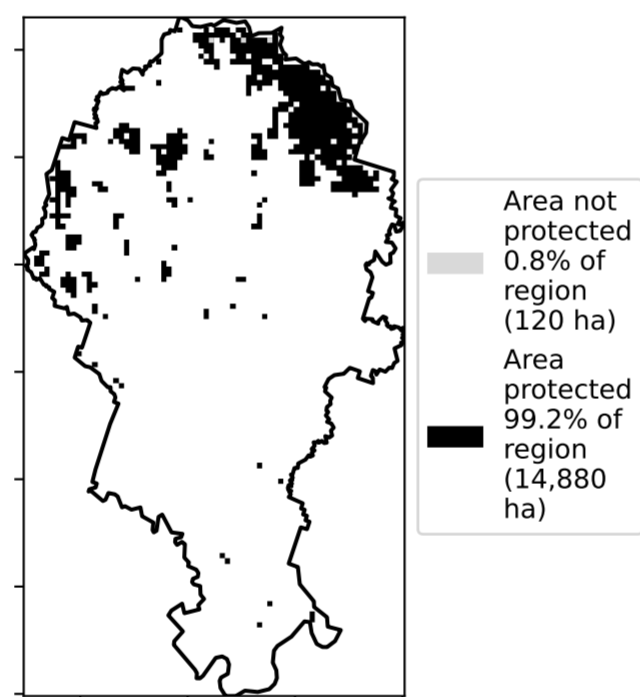 Area not
protected
0.8% of
region
(120 ha)
Area
protected
99.2% of
region
(14,880
ha)